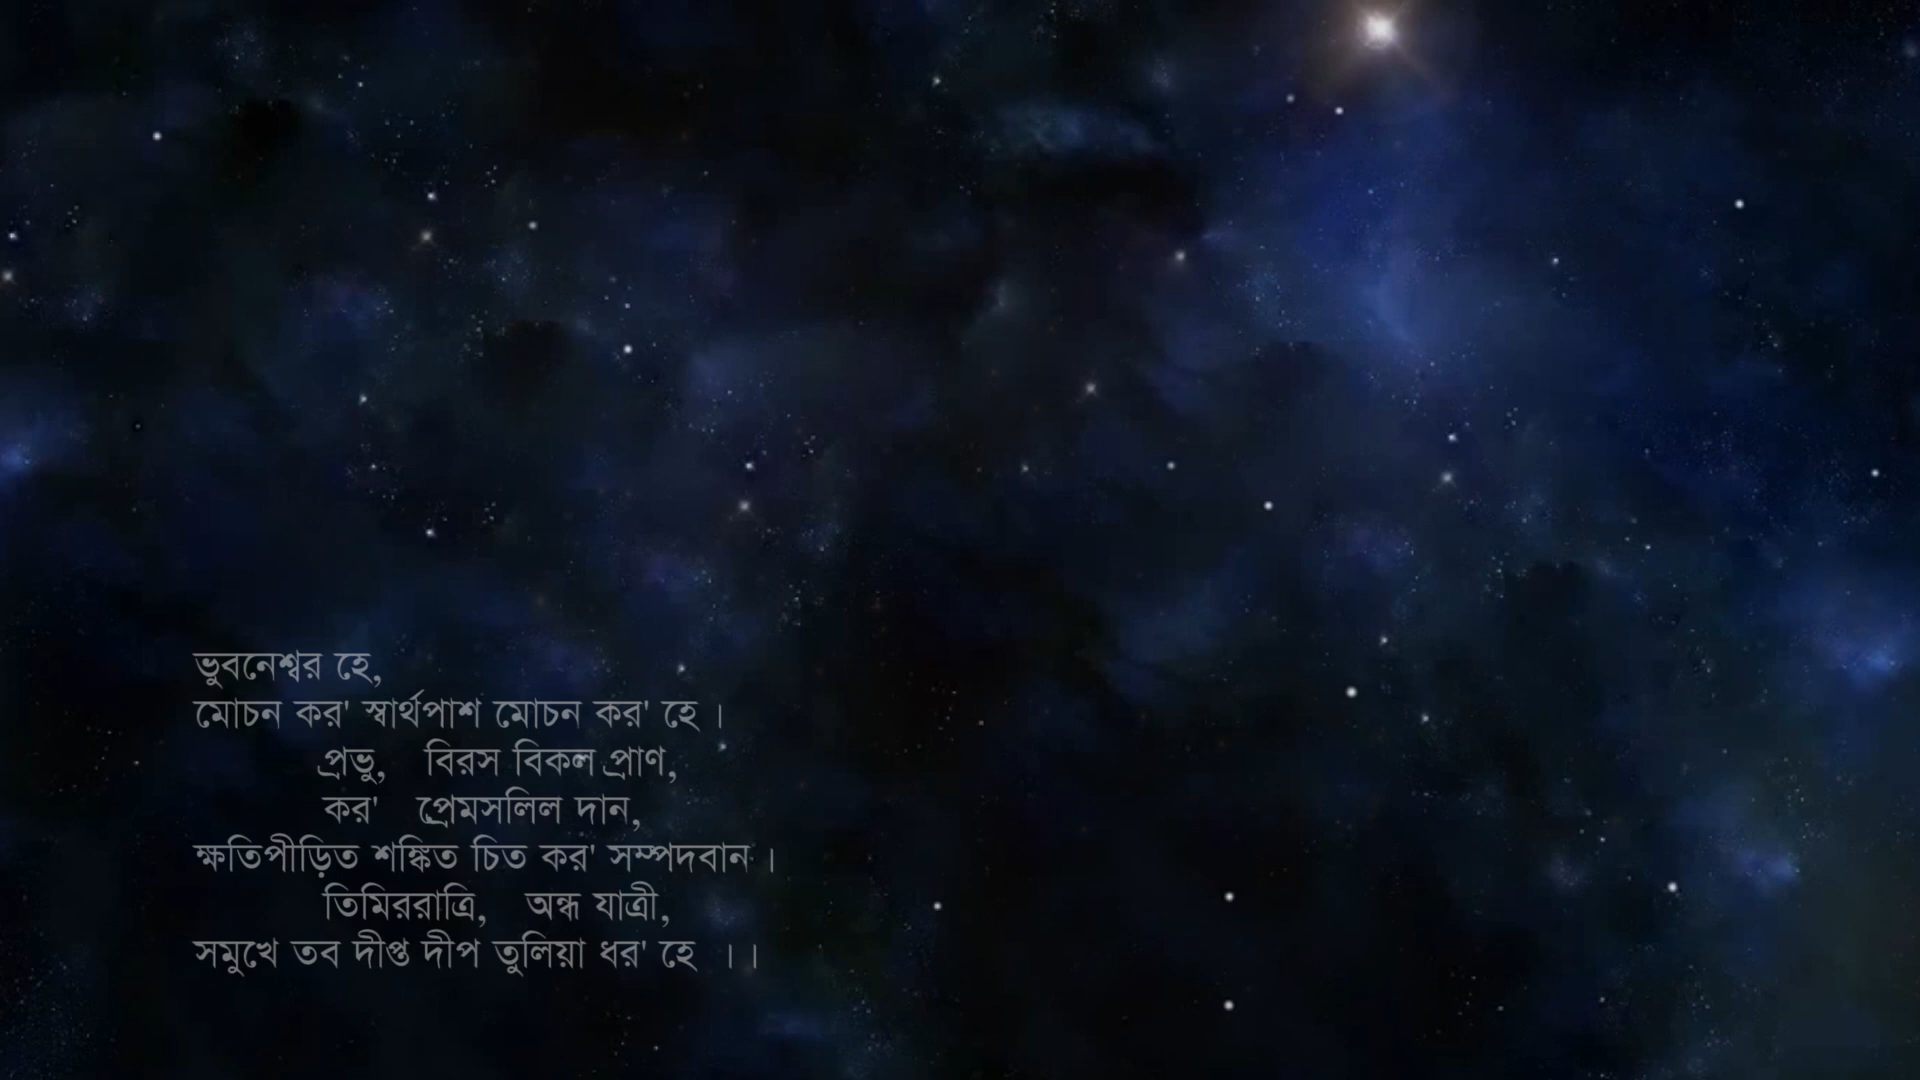 ভুবনেশ্বর হে,
মোচন কর' স্বার্থপাশ মোচন কর' হে ।
প্রভু, বিরস বিকল প্রাণ,
কর' প্রেমসলিল দান,
ক্ষতিপীড়িত শঙ্কিত চিত কর' সম্পদবান ।
তিমিররাত্রি, অন্ধ যাত্রী,
সমুখে তব দীপ্ত দীপ তুলিয়া ধর' হে ।।